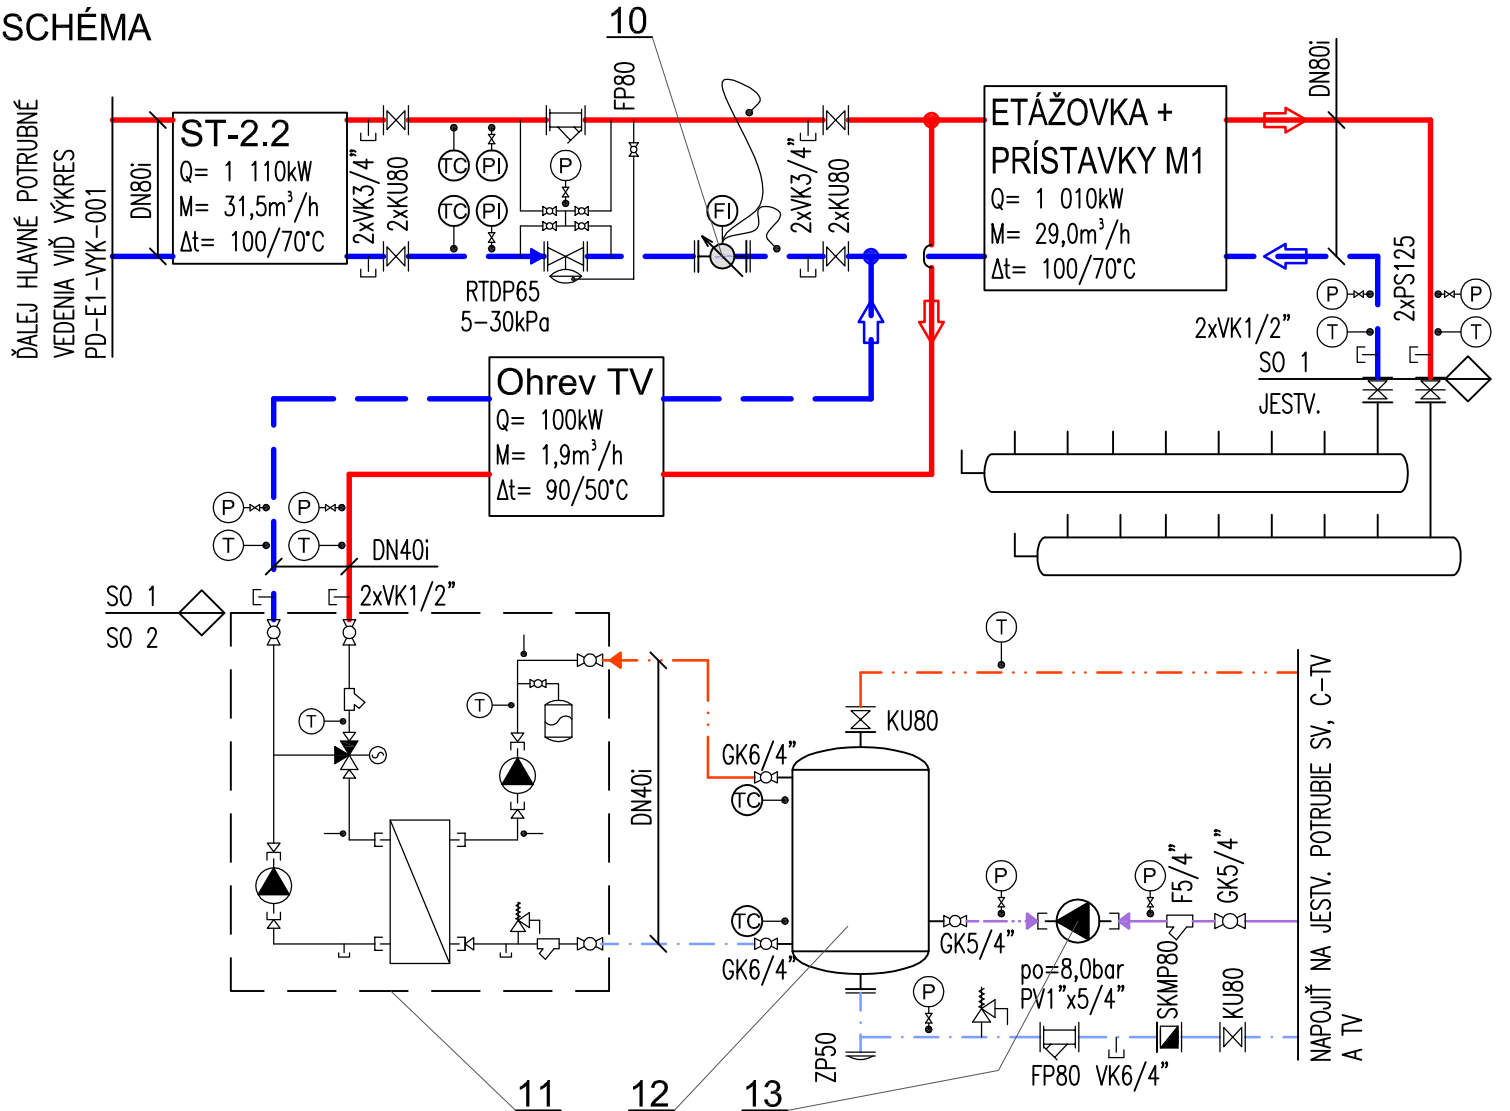 SCHÉMA
10
ĎALEJ HLAVNÉ POTRUBNÉ
VEDENIA VIĎ VÝKRES
PD-E1-VYK-001
DN80i
ST-2.2
Q= 1 110kW
M= 31,5m³/h
Δt= 100/70°C
2xVK3/4"
2xKU80
TC
PI
TC
PI
P
FP80
RTDP65
5-30kPa
FI
2xVK3/4"
2xKU80
ETÁŽOVKA +
PRÍSTAVKY M1
Q= 1 010kW
M= 29,0m³/h
Δt= 100/70°C
DN80i
2xPS125
P
T
P
T
2xVK1/2"
SO 1
JESTV.
Ohrev TV
Q= 100kW
M= 1,9m³/h
Δt= 90/50°C
P
T
P
T
DN40i
2xVK1/2"
SO 1
SO 2
T
T
DN40i
GK6/4"
TC
TC
GK6/4"
KU80
T
P
GK5/4"
P
F5/4"
GK5/4"
po=8,0bar
PV1"x5/4"
SKMP80
KU80
P
ZP50
FP80
VK6/4"
NAPOJIŤ NA JESTV. POTRUBIE SV, C-TV
A TV
11
12
13